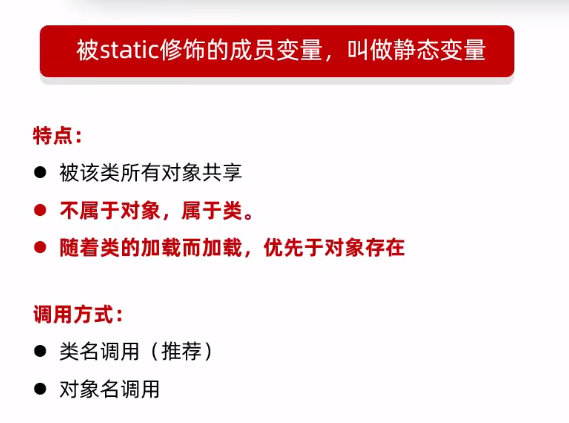 被static修饰的成员变量，叫做静态变量
特点：
● 被该类所有对象共享
● 不属于对象，属于类。
● 随着类的加载而加载，优先于对象存在
调用方式：
● 类名调用（推荐）
● 对象名调用